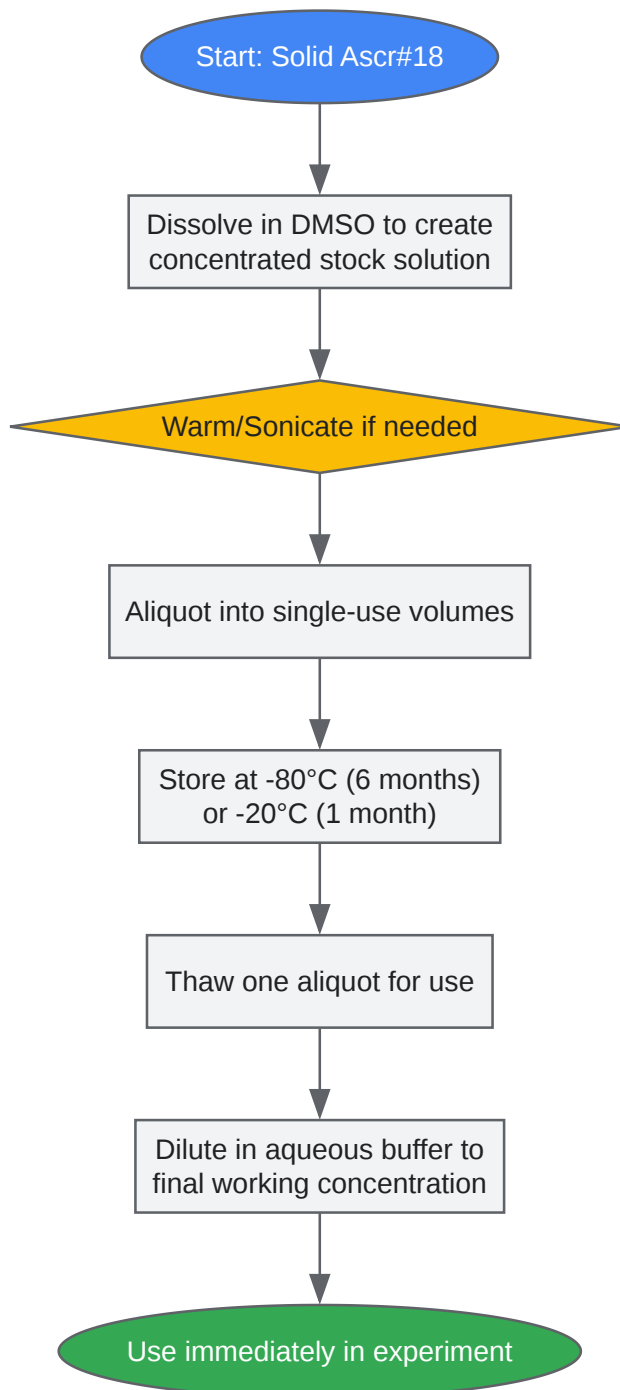 Start: Solid Ascr#18
Dissolve in DMSO to create
concentrated stock solution
Warm/Sonicate if needed
Aliquot into single-use volumes
Store at -80°C (6 months)
or -20°C (1 month)
Thaw one aliquot for use
Dilute in aqueous buffer to
final working concentration
Use immediately in experiment